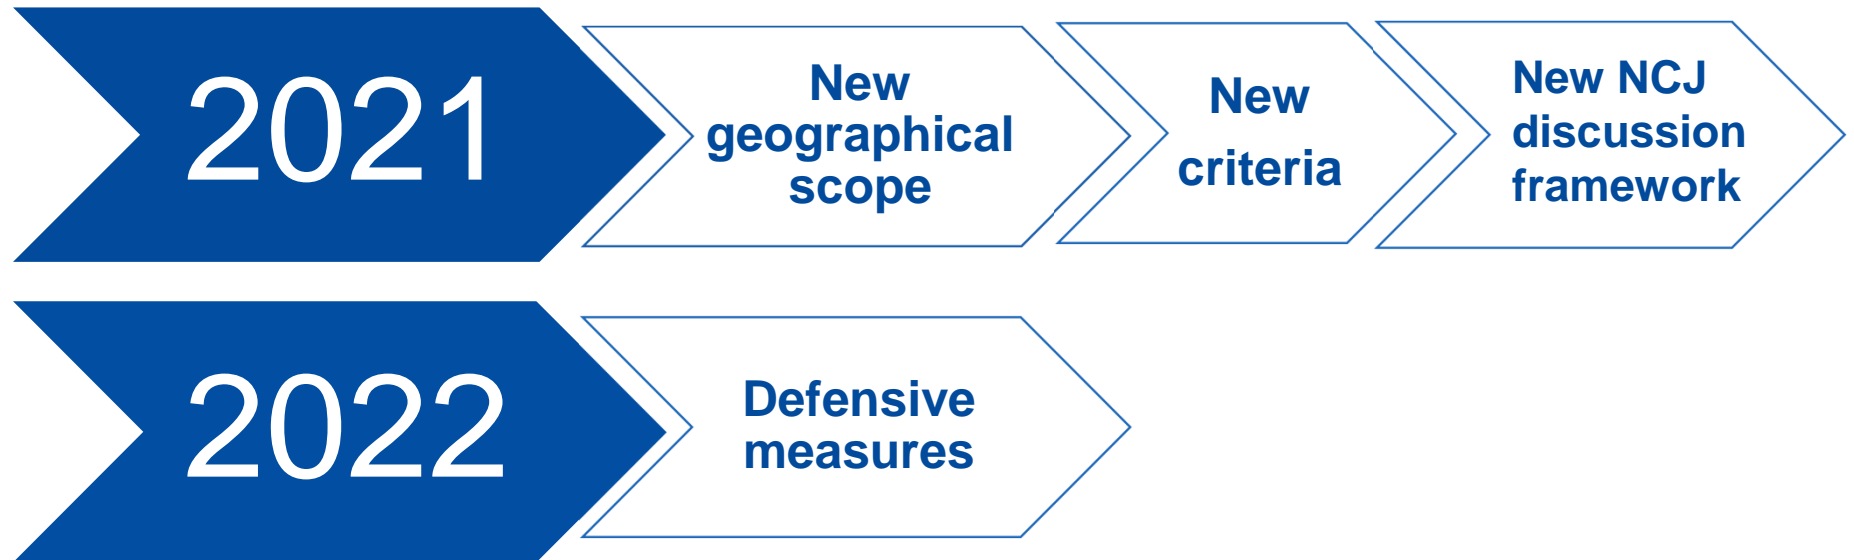 2021
New
geographical
scope
New
criteria
New NCJ
discussion
framework
2022
Defensive
measures